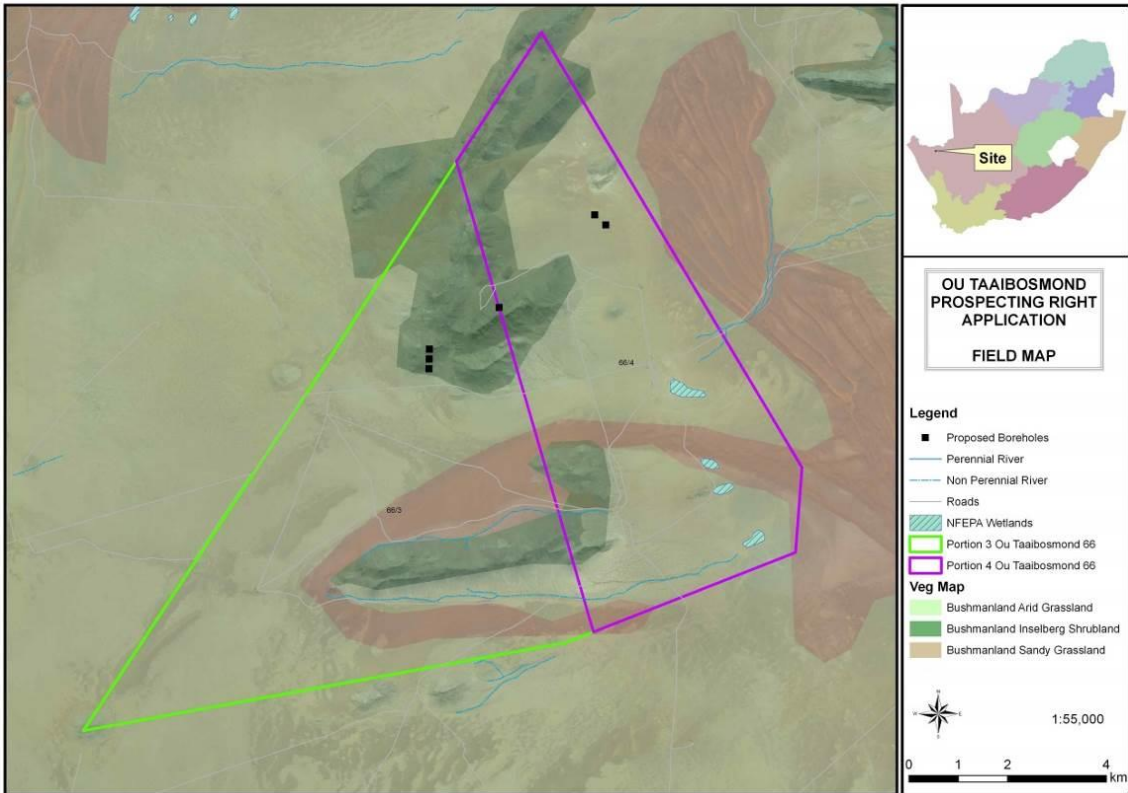 66/4
66/3
Site
OU TAAIBOSMOND
PROSPECTING RIGHT
APPLICATION
FIELD MAP
Legend
Proposed Boreholes
Perennial River
Non Perennial River
Roads
NFEPA Wetlands
Portion 3 Ou Taaibosmond 66
Portion 4 Ou Taaibosmond 66
Veg Map
Bushmanland Arid Grassland
Bushmanland Inselberg Shrubland
Bushmanland Sandy Grassland
N
W
E
S
1:55,000
0 1 2 4
km